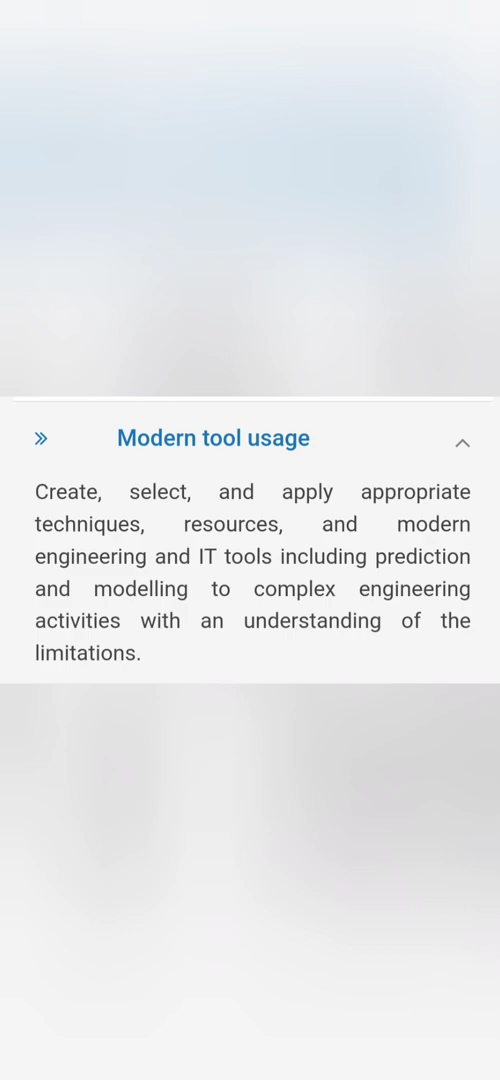 Modern tool usage
Create, select, and apply appropriate
techniques, resources, and modern
engineering and IT tools including prediction
and modelling to complex engineering
activities with an understanding of the
limitations.